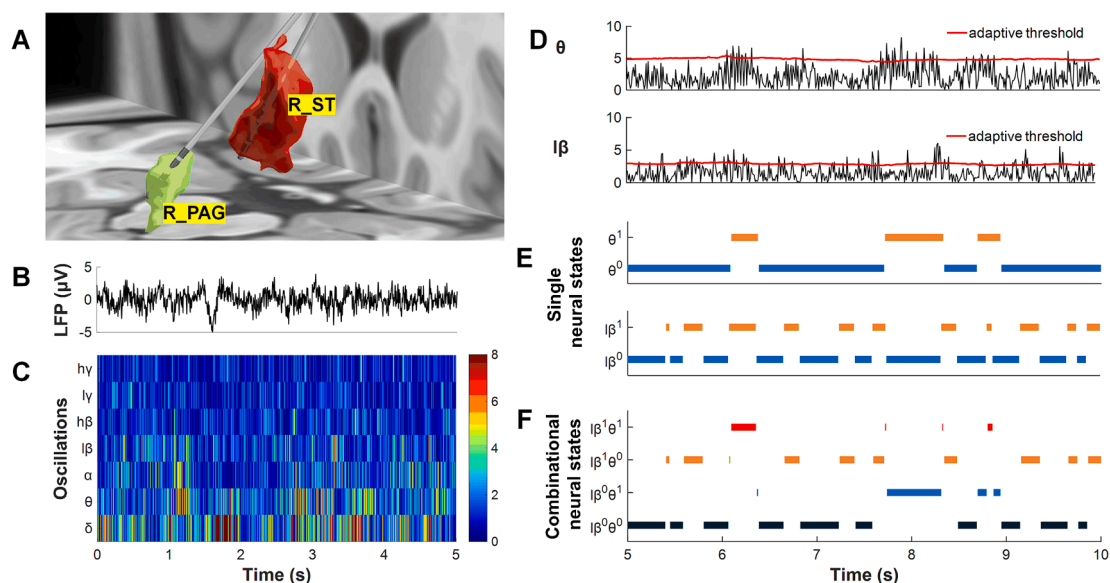 A
R_ST
R_PAG
B
LFP (µV)
5
0
-5
C
Oscillations
hγ
lγ
hβ
lβ
α
θ
δ
0 1 2 3 4 5
Time (s)
8
6
4
2
0
D
θ
10
5
0
adaptive threshold
lβ
10
5
0
adaptive threshold
E
Single
neural states
θ¹
θ⁰
lβ¹
lβ⁰
F
Combinational
neural states
lβ¹θ¹
lβ¹θ⁰
lβ⁰θ¹
lβ⁰θ⁰
5 6 7 8 9 10
Time (s)